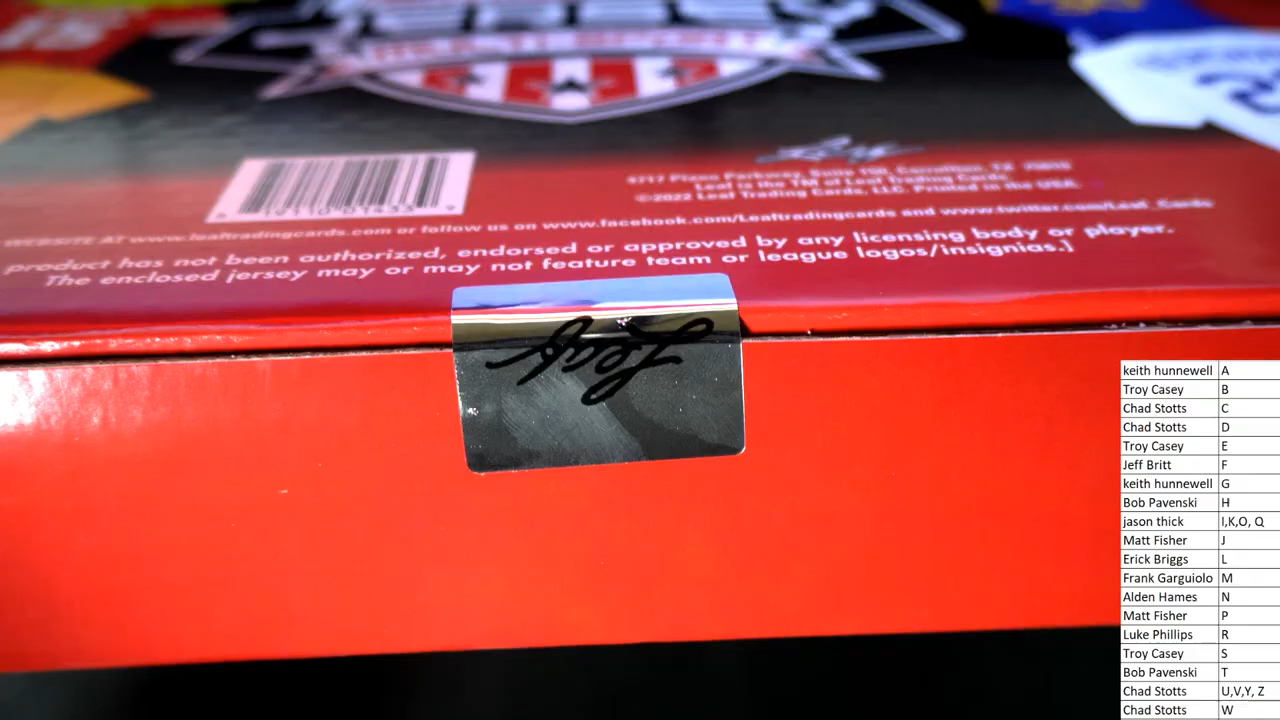 JERSEY
MULTI-SPORT
4717 Plano Parkway, Suite 130, Carrollton, TX
Leaf is the TM of Leaf Trading Cards.
©2022 Leaf Trading Cards, LLC. Printed in the USA.
WEBSITE AT www.leaftradingcards.com or follow us on www.facebook.com/Leaftradingcards and www.twitter.com/Leaf_Cards
product has not been authorized, endorsed or approved by any licensing body or player.
The enclosed jersey may or may not feature team or league logos/insignias.]
Leaf
keith hunnewell A
Troy Casey B
Chad Stotts C
Chad Stotts D
Troy Casey E
Jeff Britt F
keith hunnewell G
Bob Pavenski H
jason thick I,K,O, Q
Matt Fisher J
Erick Briggs L
Frank Garguiolo M
Alden Hames N
Matt Fisher P
Luke Phillips R
Troy Casey S
Bob Pavenski T
Chad Stotts U,V,Y, Z
Chad Stotts W